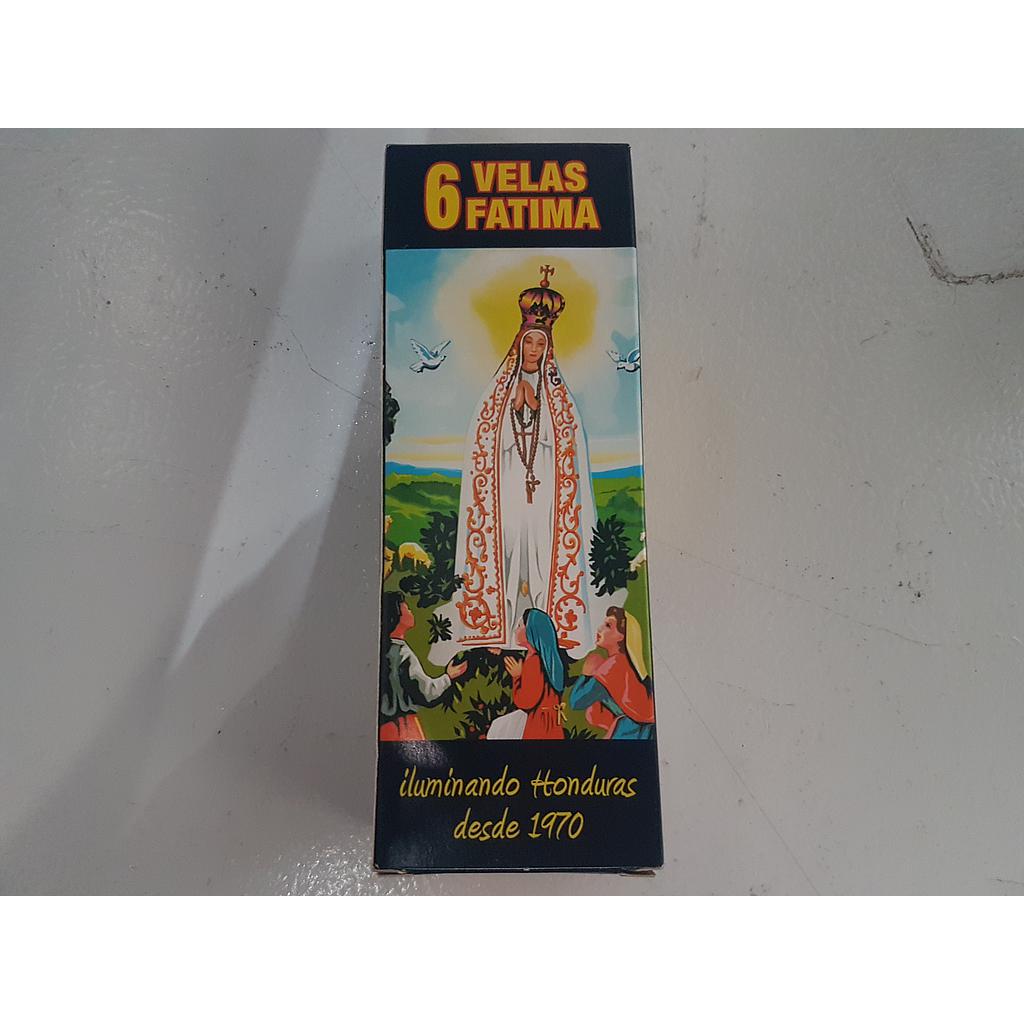 6 VELAS
FATIMA
iluminando Honduras
desde 1970